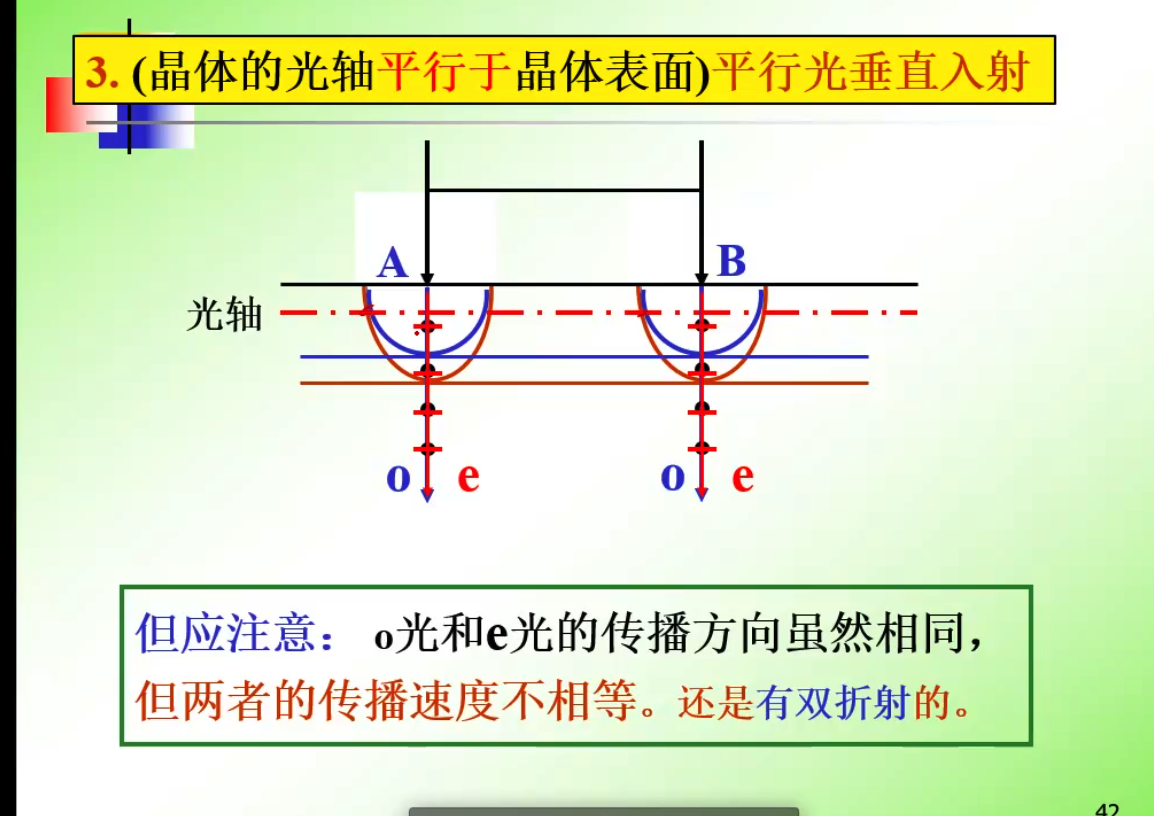 3. (晶体的光轴平行于晶体表面)平行光垂直入射
A
B
光轴
o
e
o
e
但应注意： o光和e光的传播方向虽然相同，
但两者的传播速度不相等。还是有双折射的。
42